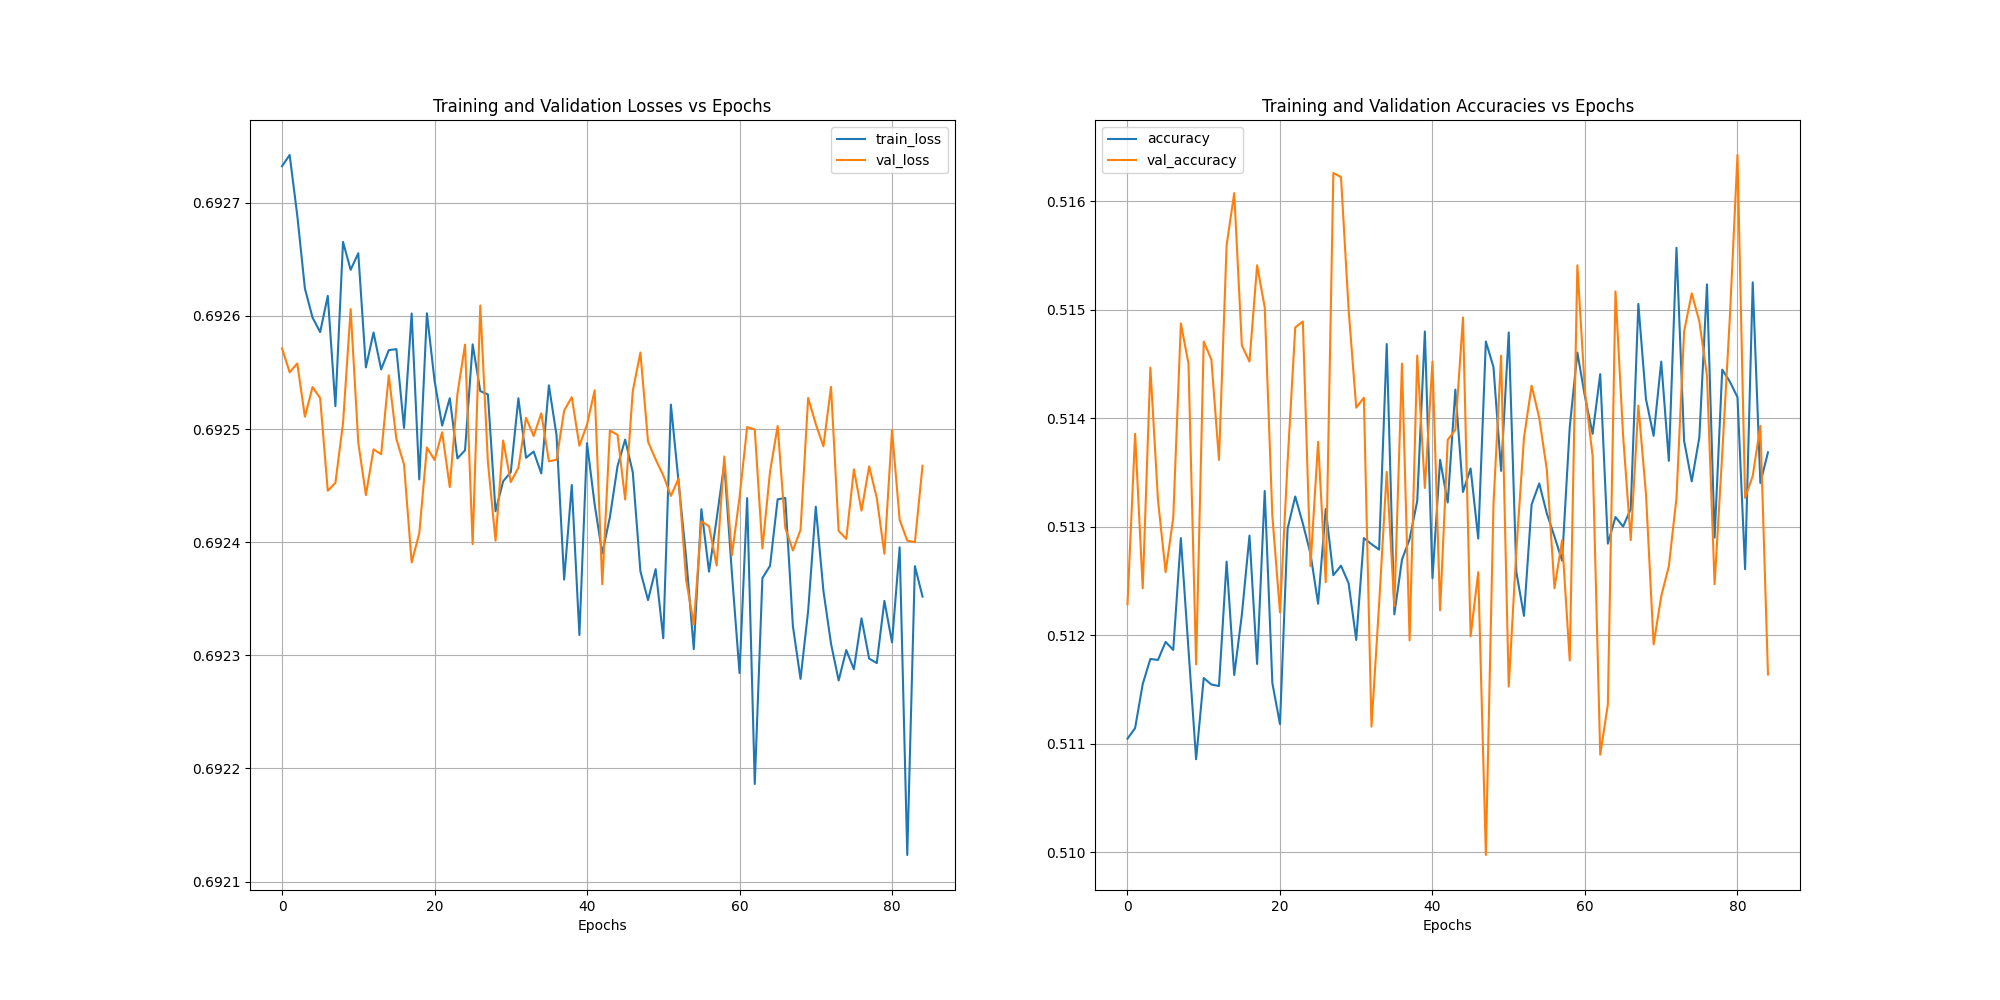 Training and Validation Losses vs Epochs
train_loss
val_loss
0.6927
0.6926
0.6925
0.6924
0.6923
0.6922
0.6921
0 20 40 60 80
Epochs
Training and Validation Accuracies vs Epochs
accuracy
val_accuracy
0.516
0.515
0.514
0.513
0.512
0.511
0.510
0 20 40 60 80
Epochs